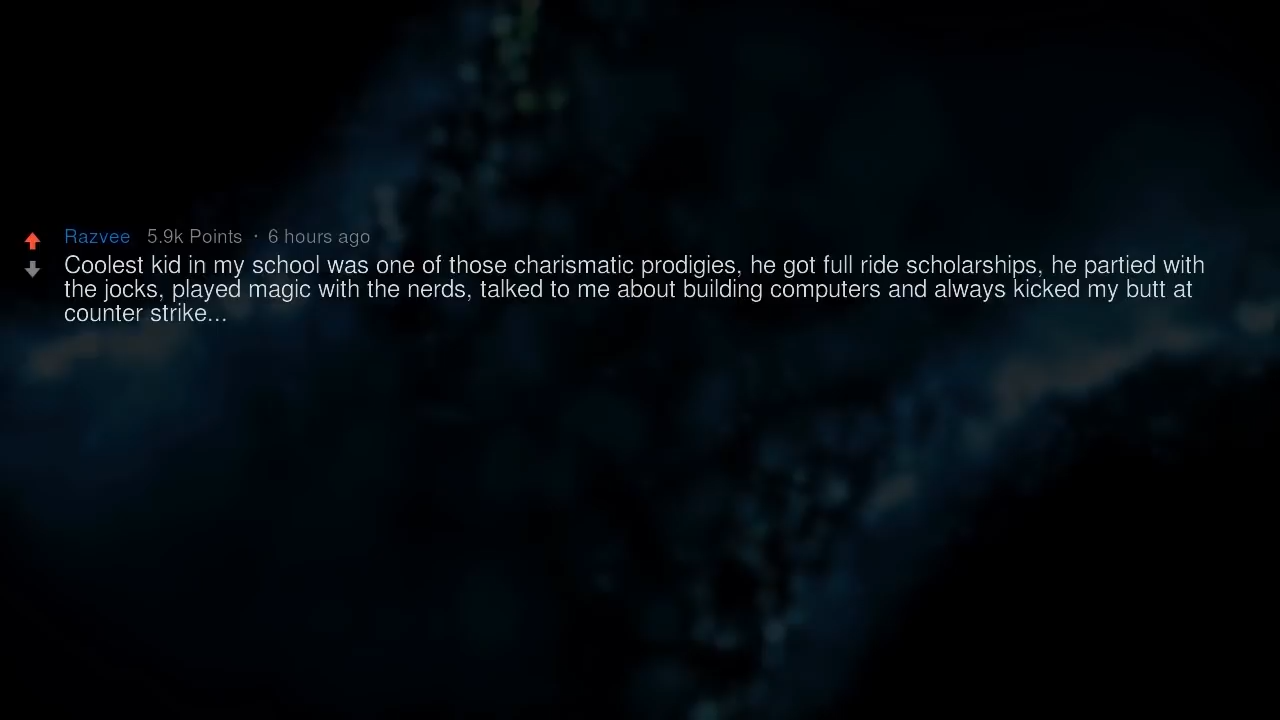 Razvee 5.9k Points · 6 hours ago
Coolest kid in my school was one of those charismatic prodigies, he got full ride scholarships, he partied with
the jocks, played magic with the nerds, talked to me about building computers and always kicked my butt at
counter strike...